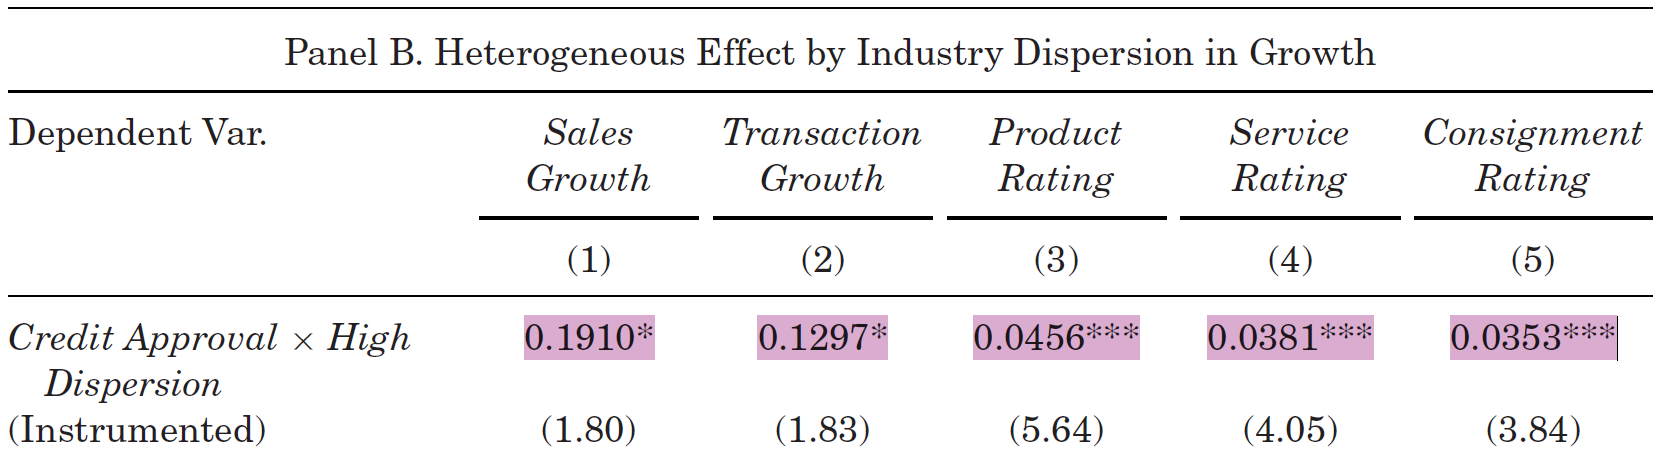 Panel B. Heterogeneous Effect by Industry Dispersion in Growth
Dependent Var. Sales Transaction Product Service Consignment
Growth Growth Rating Rating Rating
(1) (2) (3) (4) (5)
Credit Approval × High 0.1910* 0.1297* 0.0456*** 0.0381*** 0.0353***
Dispersion
(Instrumented) (1.80) (1.83) (5.64) (4.05) (3.84)